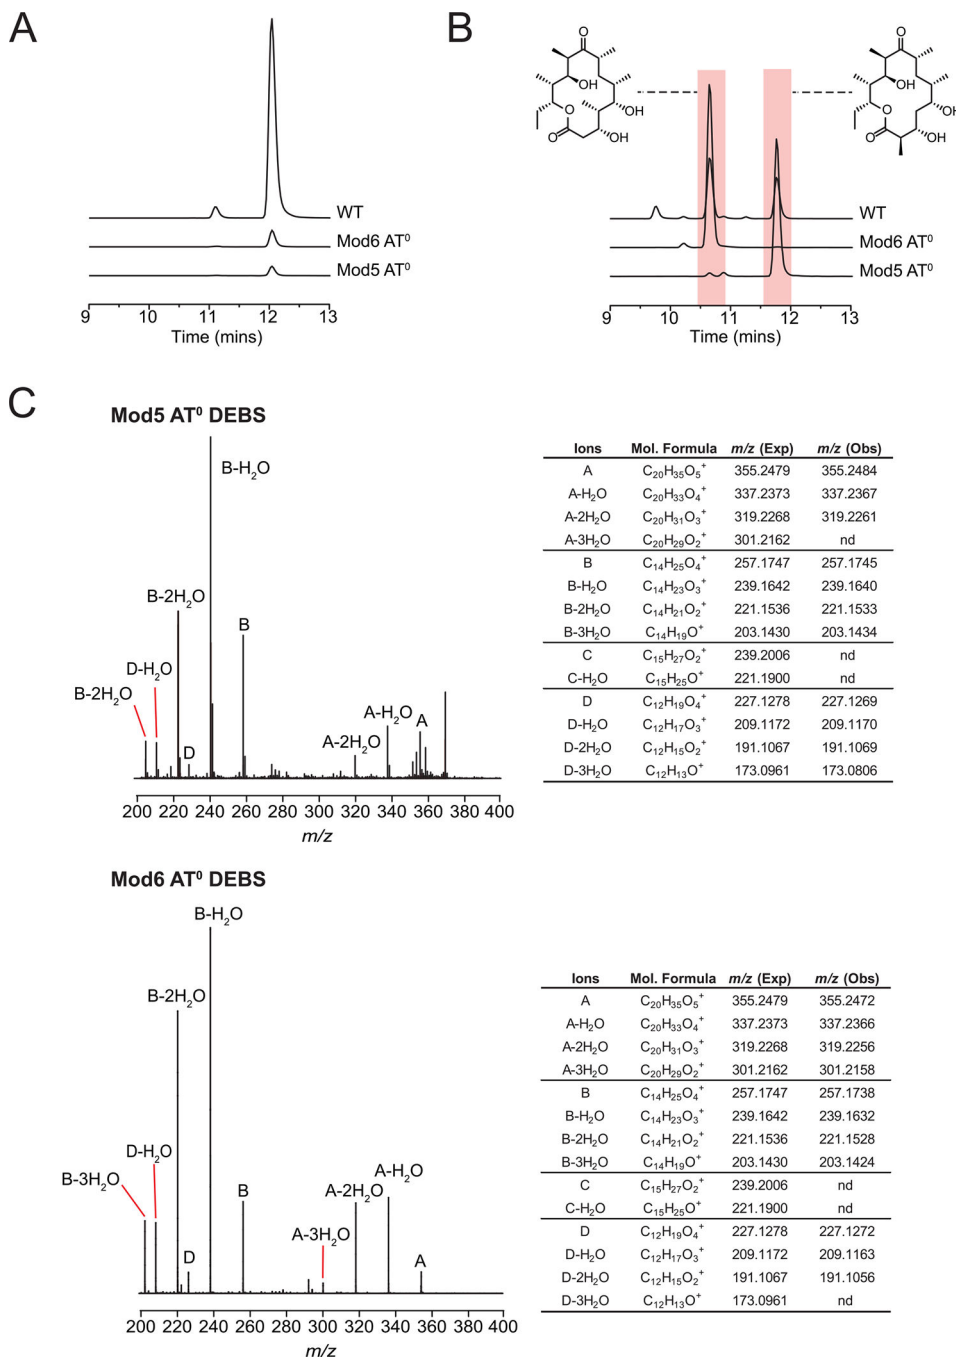 A
B
O
OH
OH
O
O
OH
O
OH
OH
O
O
OH
WT
Mod6 AT⁰
Mod5 AT⁰
9 10 11 12 13
Time (mins)
WT
Mod6 AT⁰
Mod5 AT⁰
9 10 11 12 13
Time (mins)
C
Mod5 AT⁰ DEBS
B-H₂O
B-2H₂O
B
D-H₂O
B-2H₂O
D
A-H₂O
A
A-2H₂O
200 220 240 260 280 300 320 340 360 380 400
m/z
Ions Mol. Formula m/z (Exp) m/z (Obs)
A C₂₀H₃₅O₅⁺ 355.2479 355.2484
A-H₂O C₂₀H₃₃O₄⁺ 337.2373 337.2367
A-2H₂O C₂₀H₃₁O₃⁺ 319.2268 319.2261
A-3H₂O C₂₀H₂₉O₂⁺ 301.2162 nd
B C₁₄H₂₅O₄⁺ 257.1747 257.1745
B-H₂O C₁₄H₂₃O₃⁺ 239.1642 239.1640
B-2H₂O C₁₄H₂₁O₂⁺ 221.1536 221.1533
B-3H₂O C₁₄H₁₉O⁺ 203.1430 203.1434
C C₁₅H₂₇O₂⁺ 239.2006 nd
C-H₂O C₁₅H₂₅O⁺ 221.1900 nd
D C₁₂H₁₉O₄⁺ 227.1278 227.1269
D-H₂O C₁₂H₁₇O₃⁺ 209.1172 209.1170
D-2H₂O C₁₂H₁₅O₂⁺ 191.1067 191.1069
D-3H₂O C₁₂H₁₃O⁺ 173.0961 173.0806
Mod6 AT⁰ DEBS
B-H₂O
B-2H₂O
D-H₂O
B-3H₂O
D
B
A-3H₂O
A-2H₂O
A-H₂O
A
200 220 240 260 280 300 320 340 360 380 400
m/z
Ions Mol. Formula m/z (Exp) m/z (Obs)
A C₂₀H₃₅O₅⁺ 355.2479 355.2472
A-H₂O C₂₀H₃₃O₄⁺ 337.2373 337.2366
A-2H₂O C₂₀H₃₁O₃⁺ 319.2268 319.2256
A-3H₂O C₂₀H₂₉O₂⁺ 301.2162 301.2158
B C₁₄H₂₅O₄⁺ 257.1747 257.1738
B-H₂O C₁₄H₂₃O₃⁺ 239.1642 239.1632
B-2H₂O C₁₄H₂₁O₂⁺ 221.1536 221.1528
B-3H₂O C₁₄H₁₉O⁺ 203.1430 203.1424
C C₁₅H₂₇O₂⁺ 239.2006 nd
C-H₂O C₁₅H₂₅O⁺ 221.1900 nd
D C₁₂H₁₉O₄⁺ 227.1278 227.1272
D-H₂O C₁₂H₁₇O₃⁺ 209.1172 209.1163
D-2H₂O C₁₂H₁₅O₂⁺ 191.1067 191.1056
D-3H₂O C₁₂H₁₃O⁺ 173.0961 nd